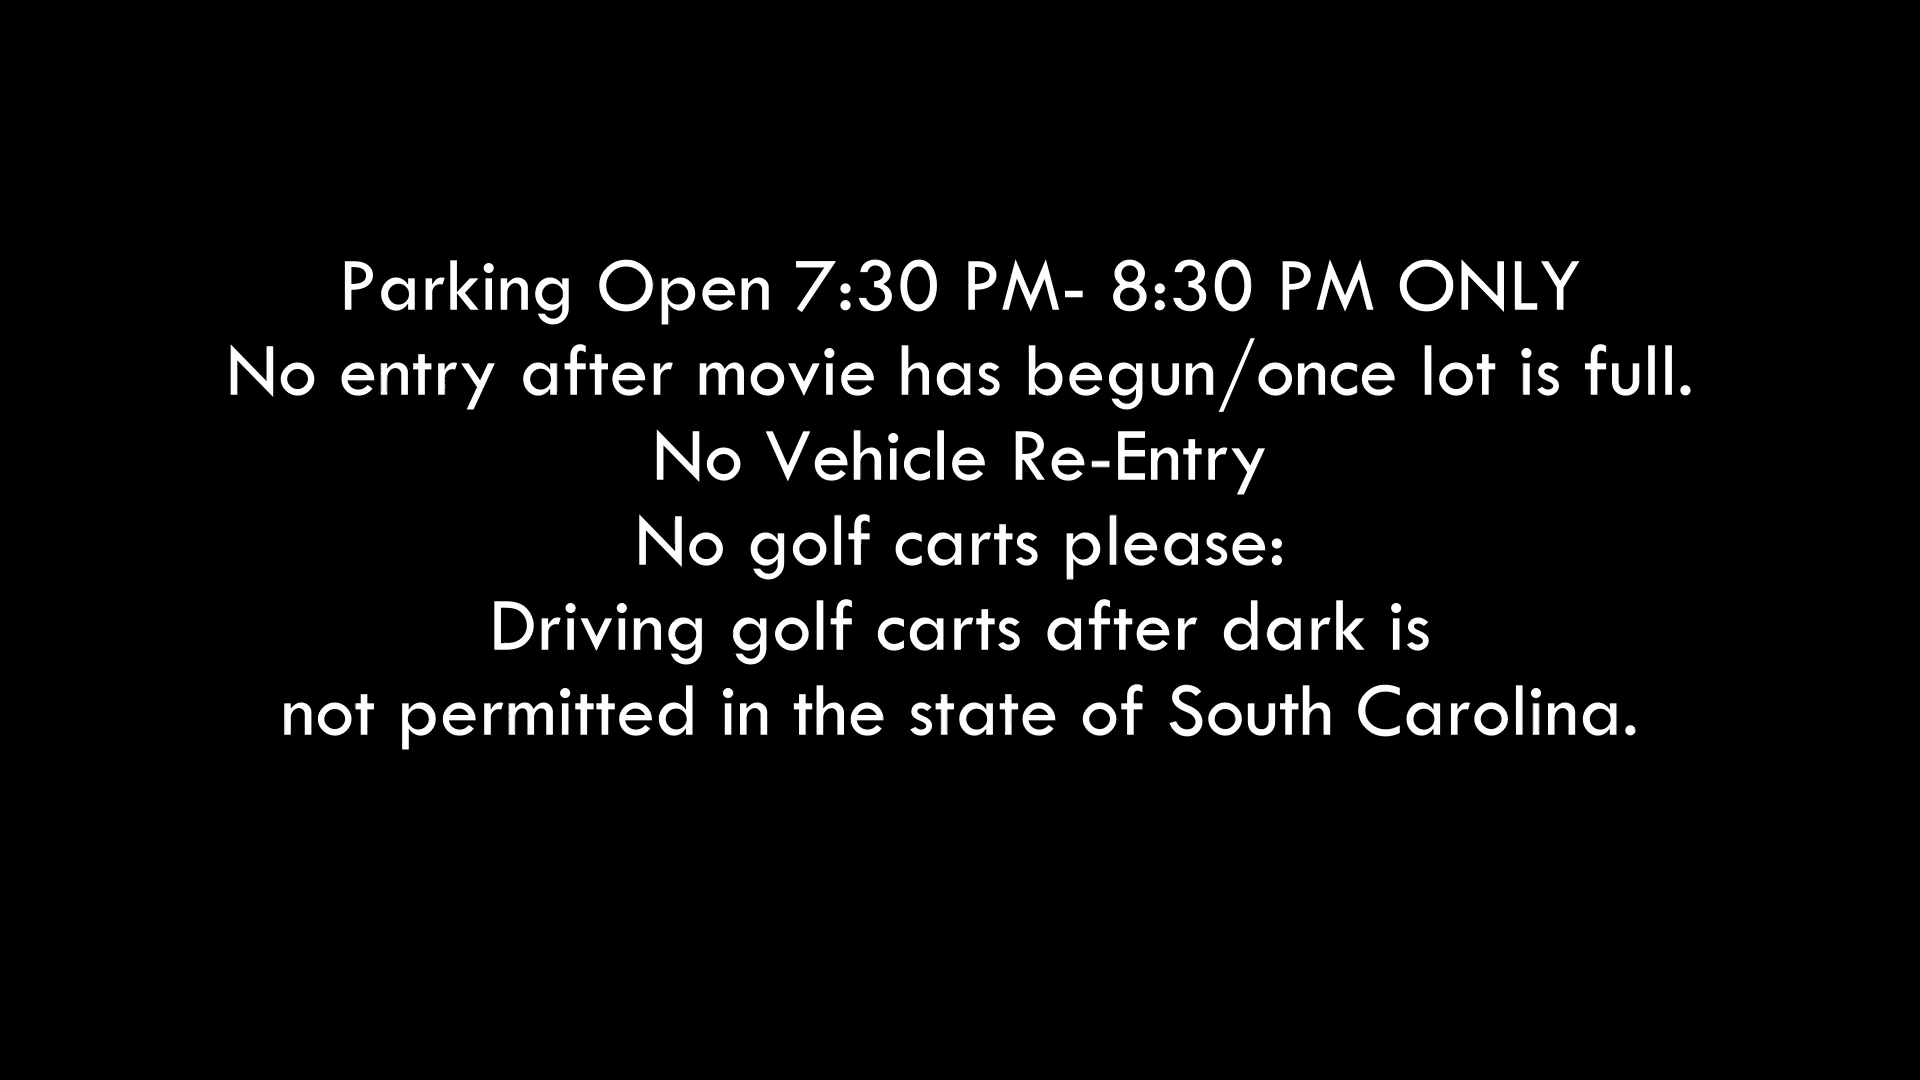 Parking Open 7:30 PM- 8:30 PM ONLY
No entry after movie has begun/once lot is full.
No Vehicle Re-Entry
No golf carts please:
Driving golf carts after dark is
not permitted in the state of South Carolina.